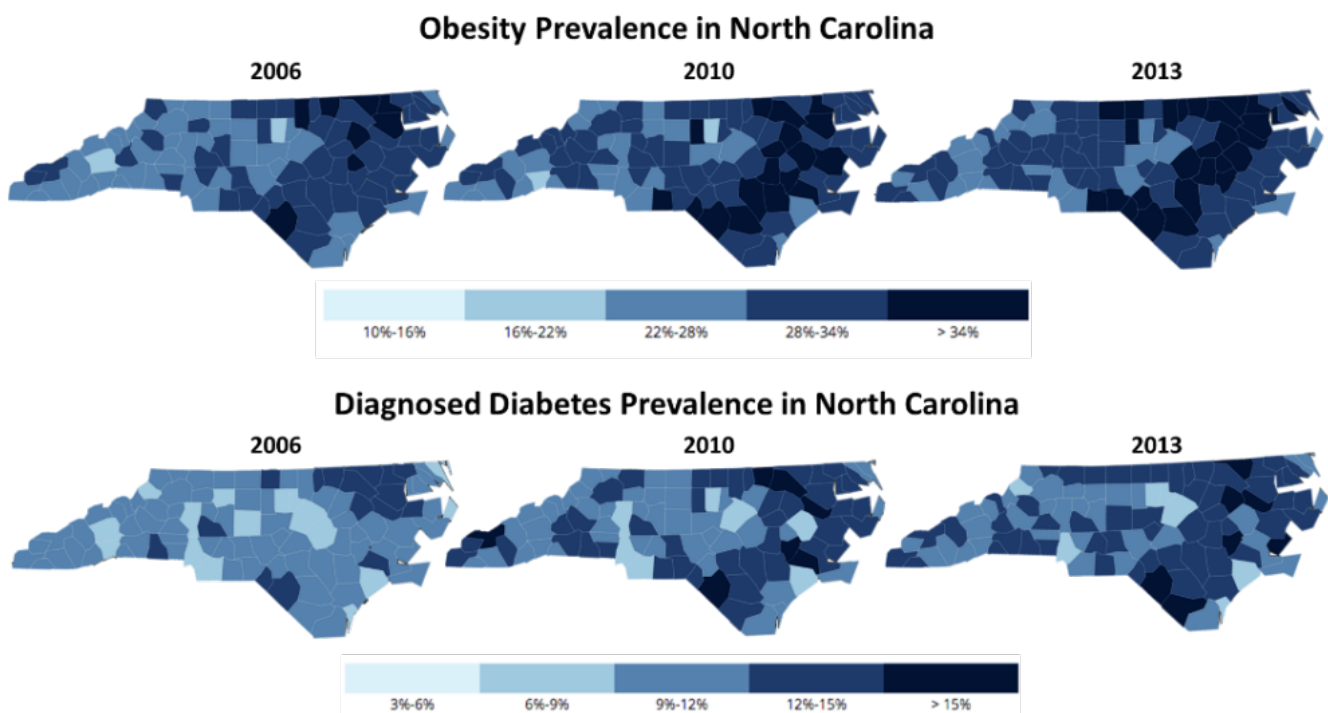 Obesity Prevalence in North Carolina
2006 2010 2013
10%-16% 16%-22% 22%-28% 28%-34% > 34%
Diagnosed Diabetes Prevalence in North Carolina
2006 2010 2013
3%-6% 6%-9% 9%-12% 12%-15% > 15%